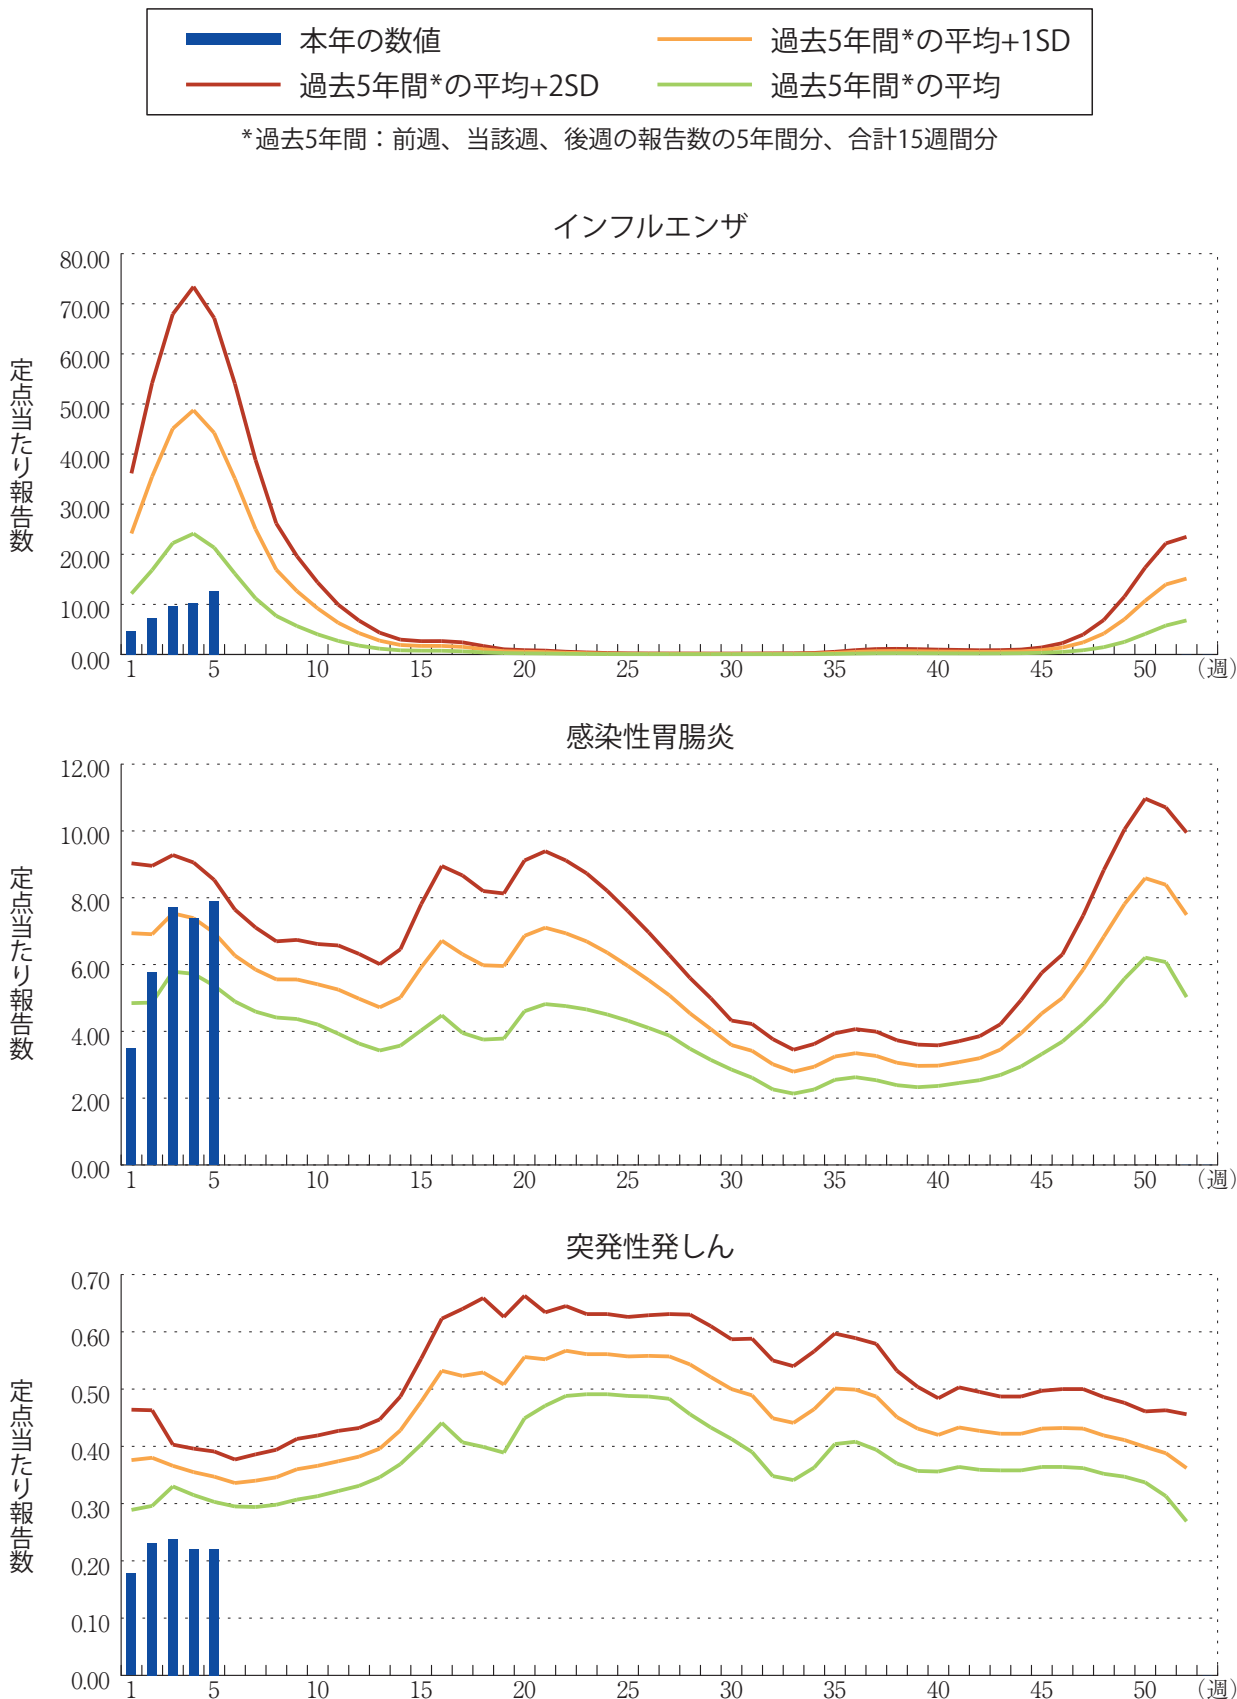 本年の数値
過去5年間*の平均+1SD
過去5年間*の平均+2SD
過去5年間*の平均
*過去5年間：前週、当該週、後週の報告数の5年間分、合計15週間分
インフルエンザ
定点当たり報告数
80.00
70.00
60.00
50.00
40.00
30.00
20.00
10.00
0.00
1 5 10 15 20 25 30 35 40 45 50 (週)
感染性胃腸炎
定点当たり報告数
12.00
10.00
8.00
6.00
4.00
2.00
0.00
1 5 10 15 20 25 30 35 40 45 50 (週)
突発性発しん
定点当たり報告数
0.70
0.60
0.50
0.40
0.30
0.20
0.10
0.00
1 5 10 15 20 25 30 35 40 45 50 (週)